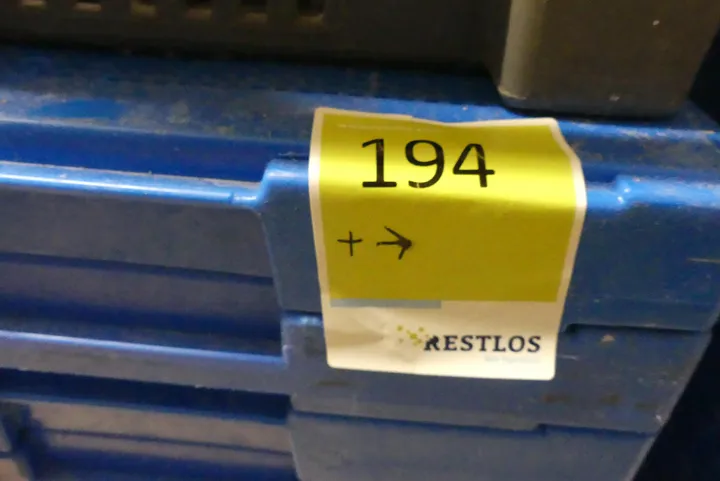 194
+ →
RESTLOS